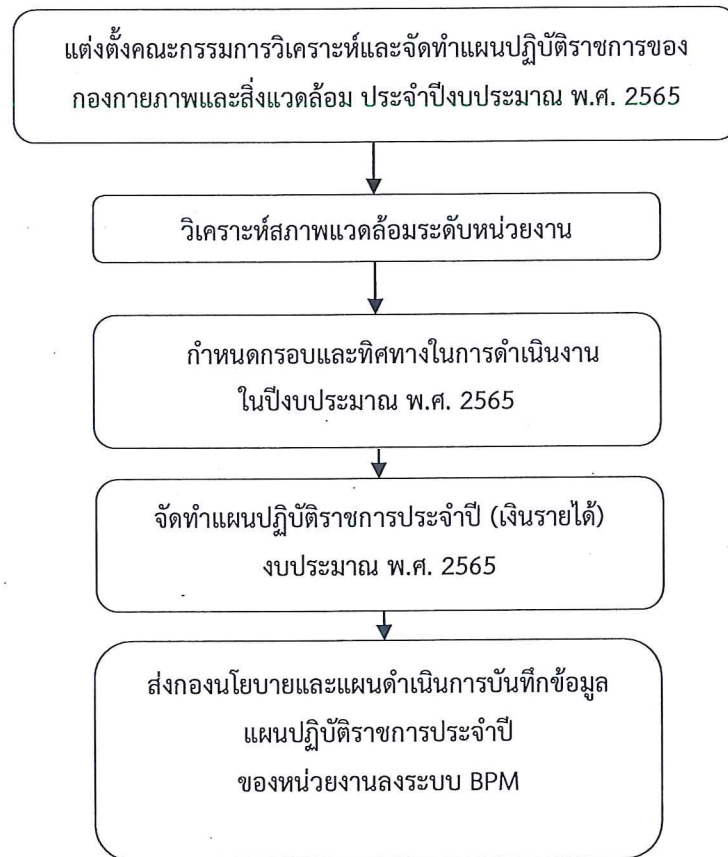 แต่งตั้งคณะกรรมการวิเคราะห์และจัดทำแผนปฏิบัติราชการของ
กองกายภาพและสิ่งแวดล้อม ประจำปีงบประมาณ พ.ศ. 2565
วิเคราะห์สภาพแวดล้อมระดับหน่วยงาน
กำหนดกรอบและทิศทางในการดำเนินงาน
ในปีงบประมาณ พ.ศ. 2565
จัดทำแผนปฏิบัติราชการประจำปี (เงินรายได้)
งบประมาณ พ.ศ. 2565
ส่งกองนโยบายและแผนดำเนินการบันทึกข้อมูล
แผนปฏิบัติราชการประจำปี
ของหน่วยงานลงระบบ BPM